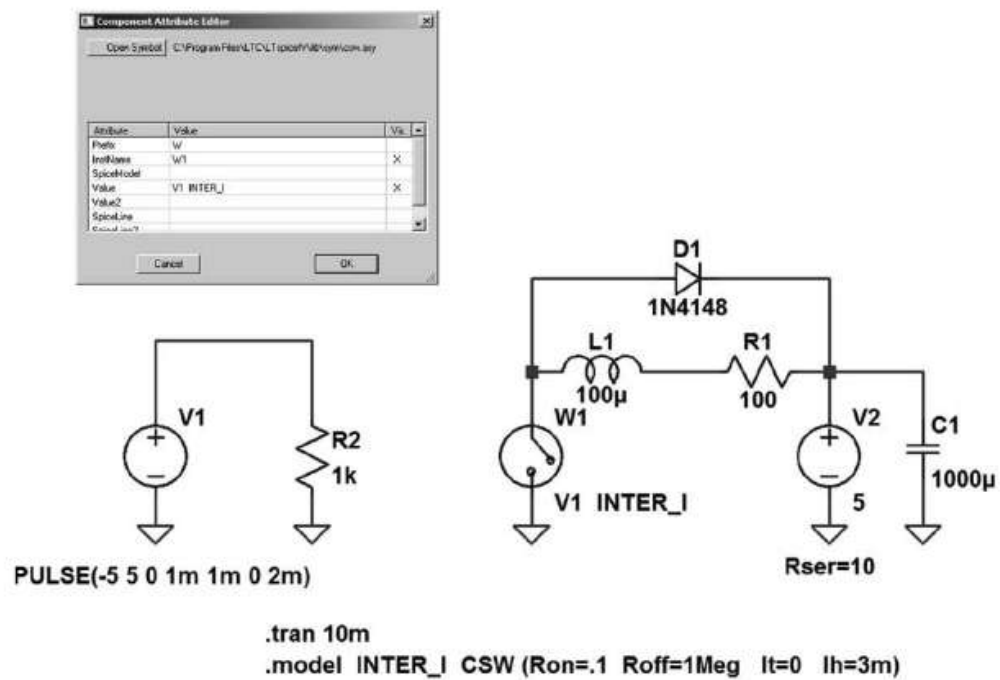 Component Attribute Editor
Open Symbol
Attribute Value Vis.
Prefix W
InstName W1 X
SpiceModel
Value V1 INTER_I X
Value2
SpiceLine
Cancel OK
D1
1N4148
L1
100µ
R1
100
V1
R2
1k
W1
V1 INTER_I
V2
5
Rser=10
C1
1000µ
PULSE(-5 5 0 1m 1m 0 2m)
.tran 10m
.model INTER_I CSW (Ron=.1 Roff=1Meg It=0 Ih=3m)